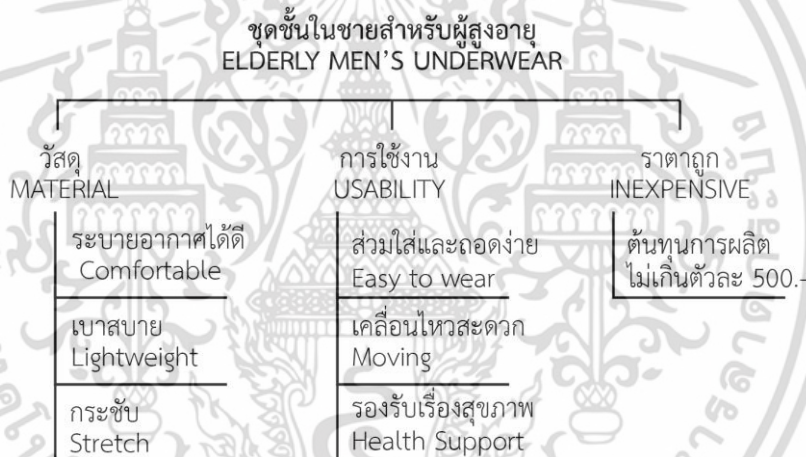 ชุดชั้นในชายสำหรับผู้สูงอายุ
ELDERLY MEN'S UNDERWEAR
วัสดุ
MATERIAL
ระบายอากาศได้ดี
Comfortable
เบาสบาย
Lightweight
กระชับ
Stretch
การใช้งาน
USABILITY
ส่วมใส่และถอดง่าย
Easy to wear
เคลื่อนไหวสะดวก
Moving
รองรับเรื่องสุขภาพ
Health Support
ราตาถูก
INEXPENSIVE
ต้นทุนการผลิต
ไม่เกินตัวละ 500.-